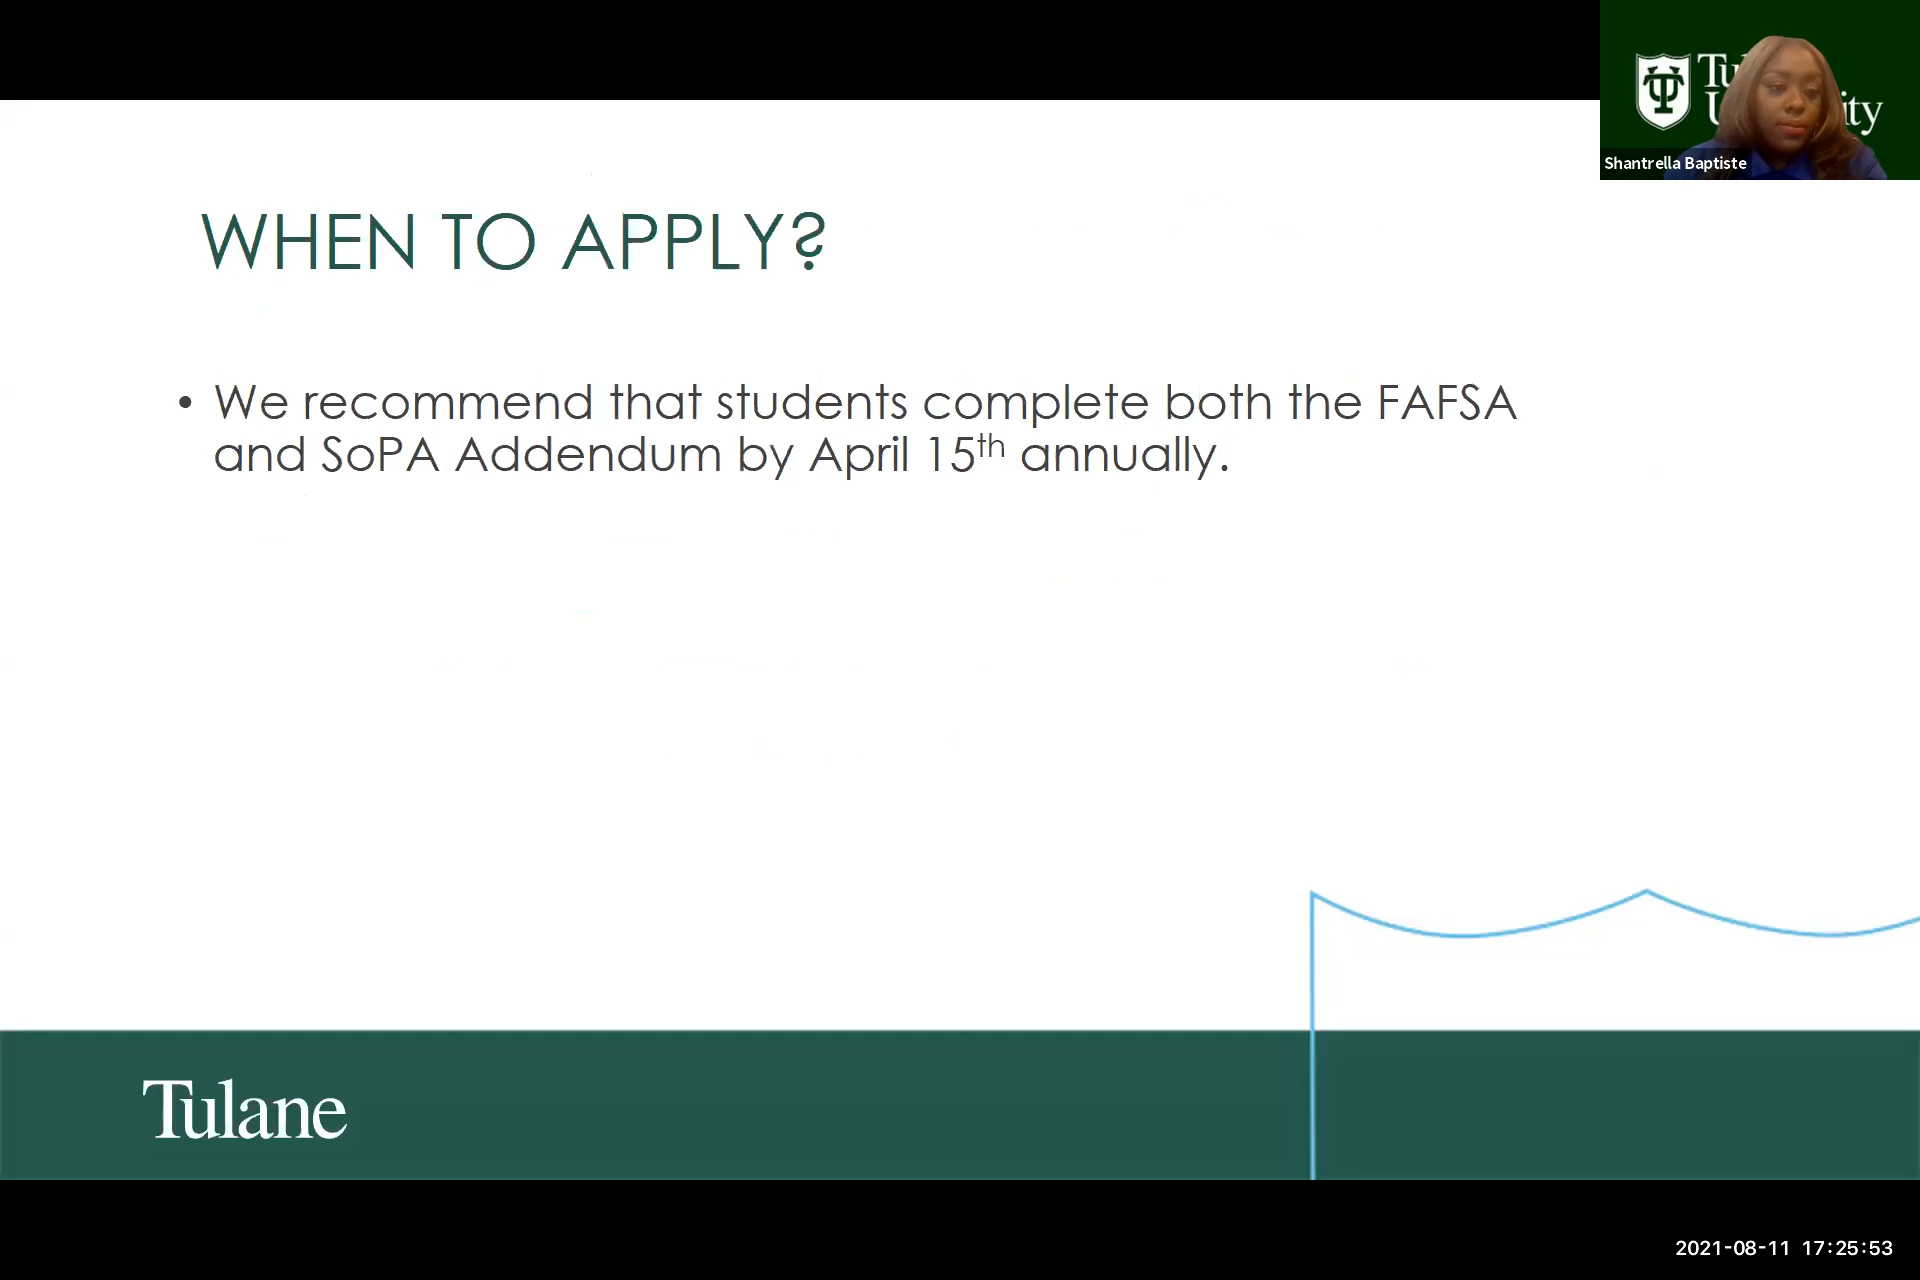 Shantrella Baptiste
WHEN TO APPLY?
• We recommend that students complete both the FAFSA
and SoPA Addendum by April 15th annually.
Tulane
2021-08-11 17:25:53